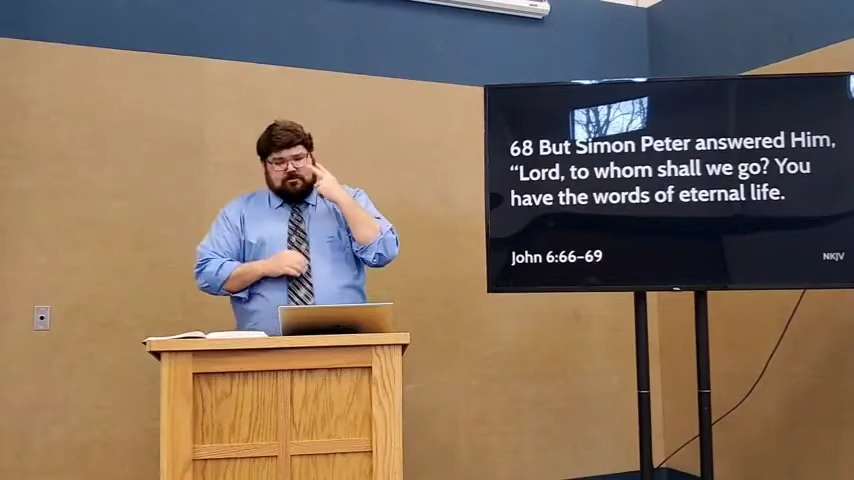 68 But Simon Peter answered Him,
“Lord, to whom shall we go? You
have the words of eternal life.
John 6:66-69
NKJV